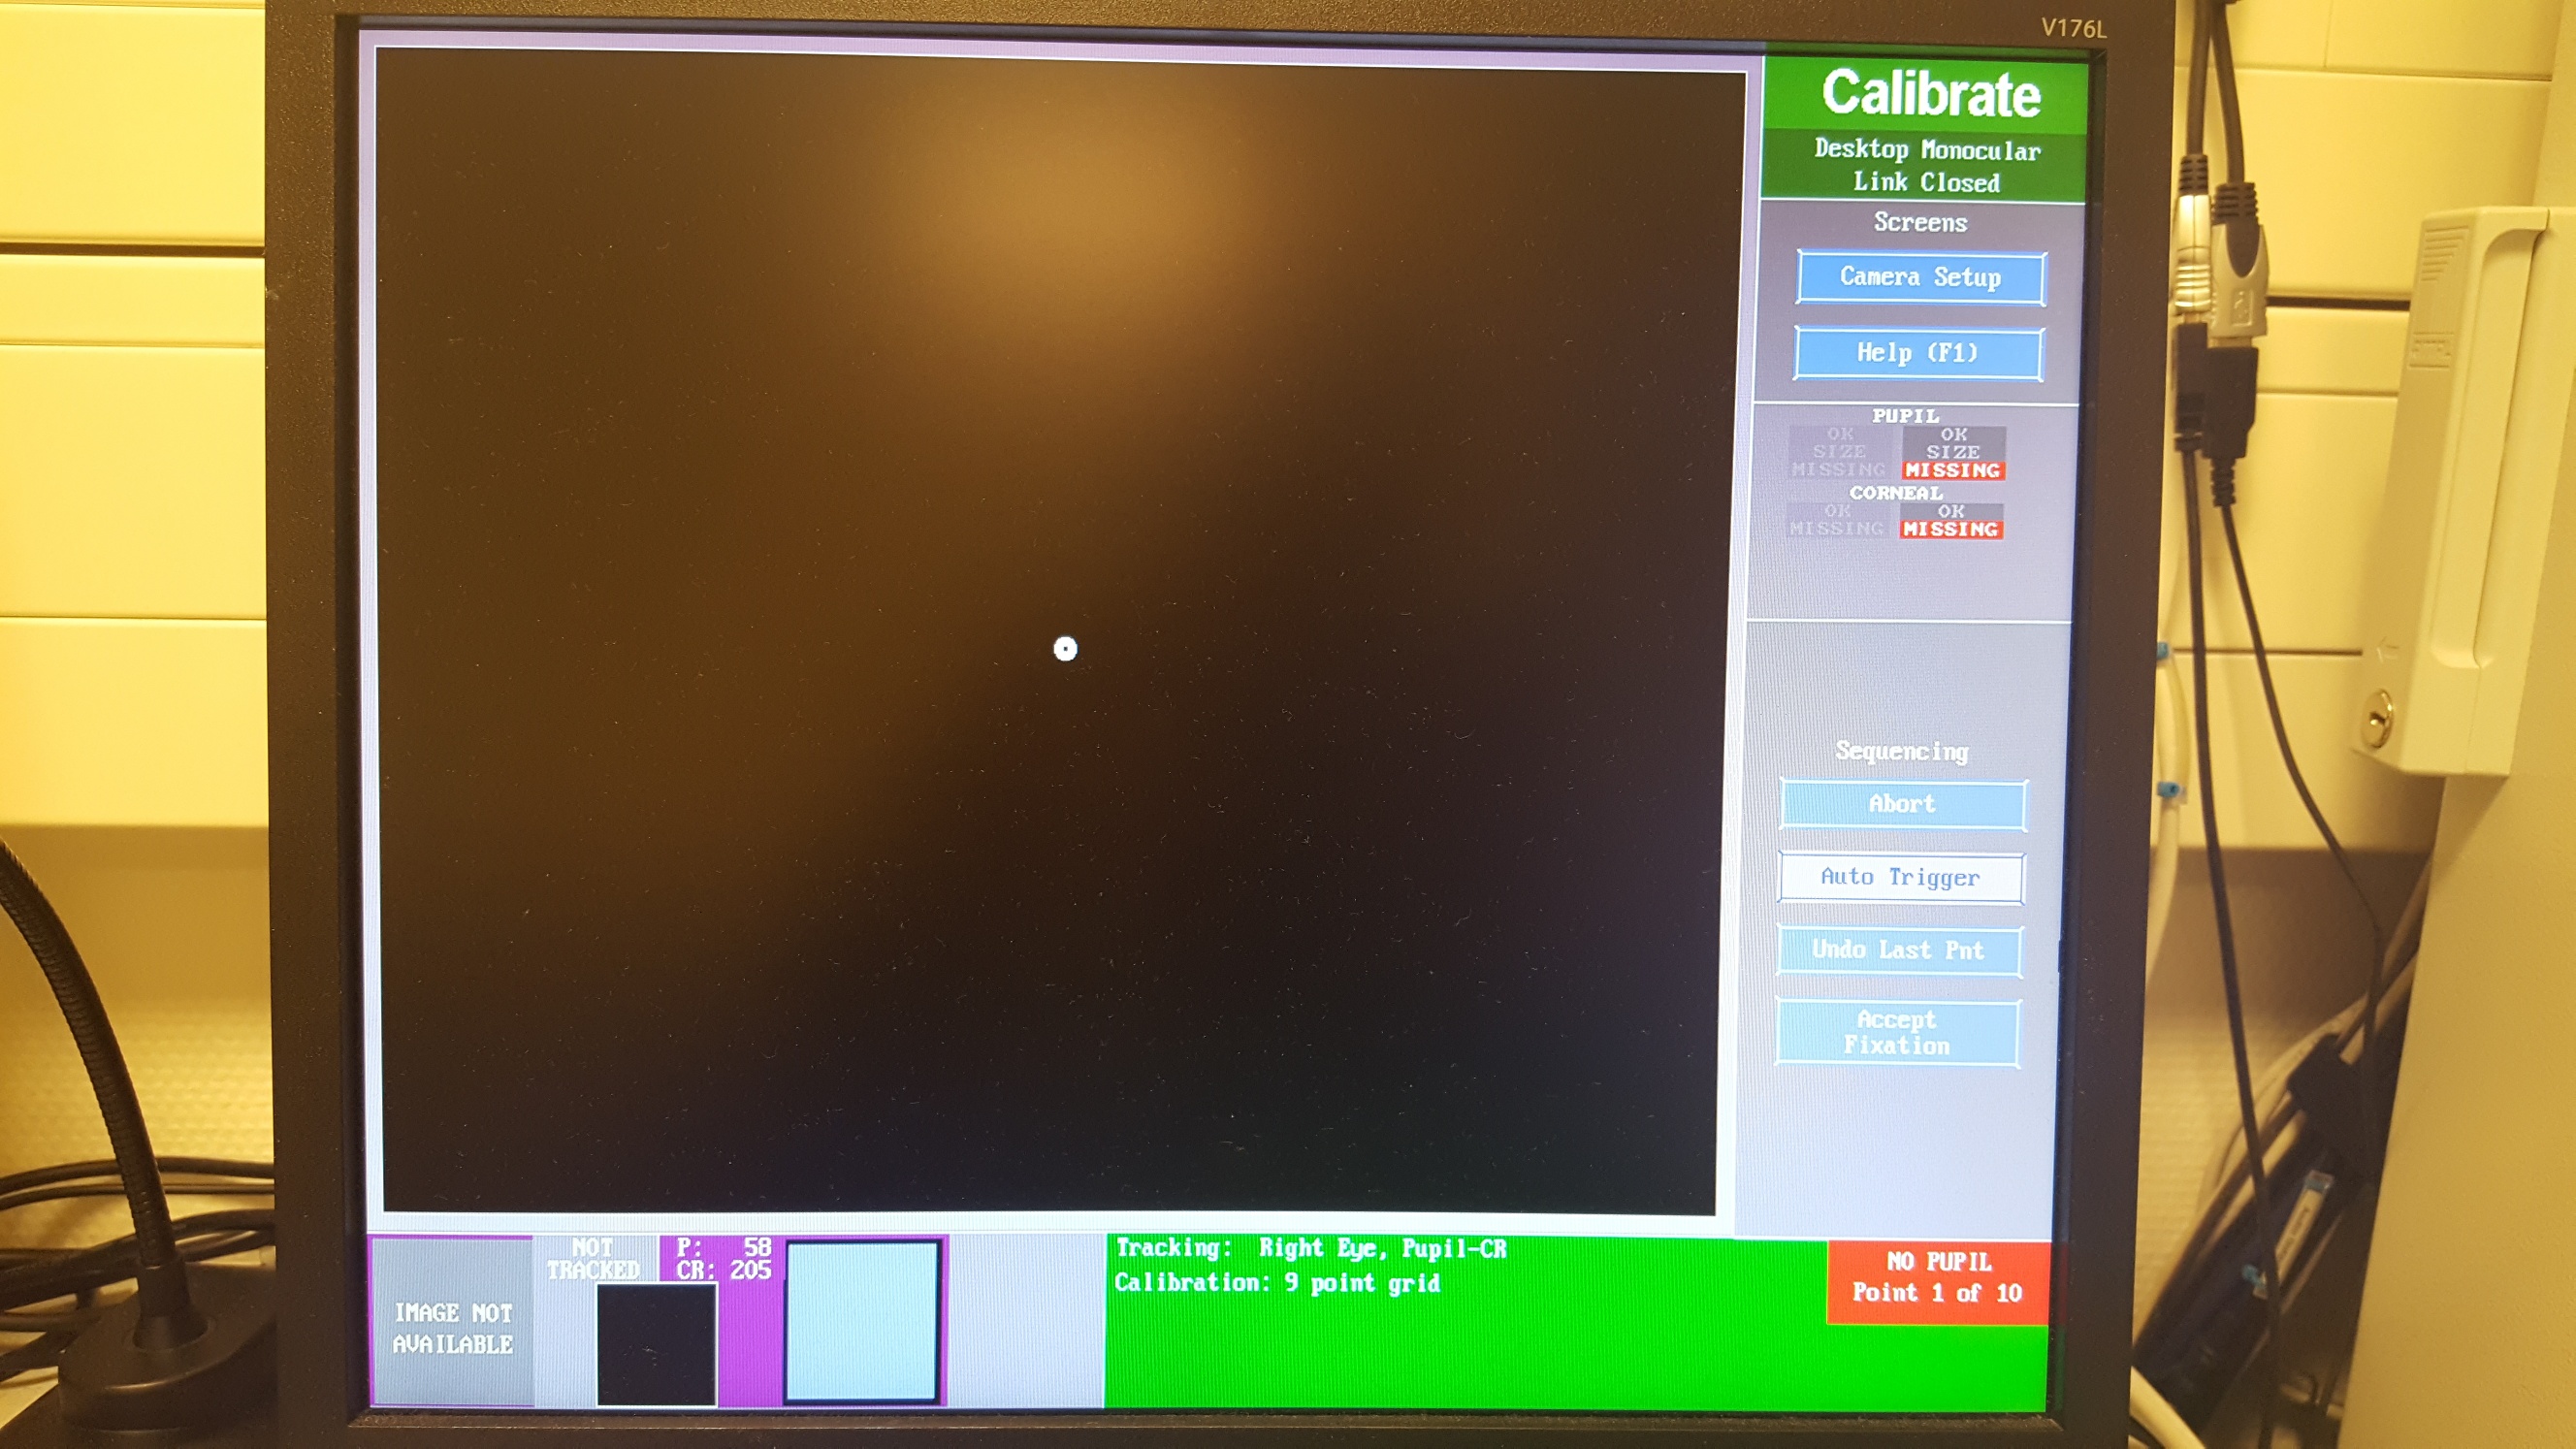 V176L
Calibrate
Desktop Monocular
Link Closed
Screens
Camera Setup
Help (F1)
PUPIL
OK OK
SIZE SIZE
MISSING MISSING
CORNEAL
OK OK
MISSING MISSING
Sequencing
Abort
Auto Trigger
Undo Last Pnt
Accept
Fixation
IMAGE NOT
AVAILABLE
NOT
TRACKED
P: 58
CR: 205
Tracking: Right Eye, Pupil-CR
Calibration: 9 point grid
NO PUPIL
Point 1 of 10